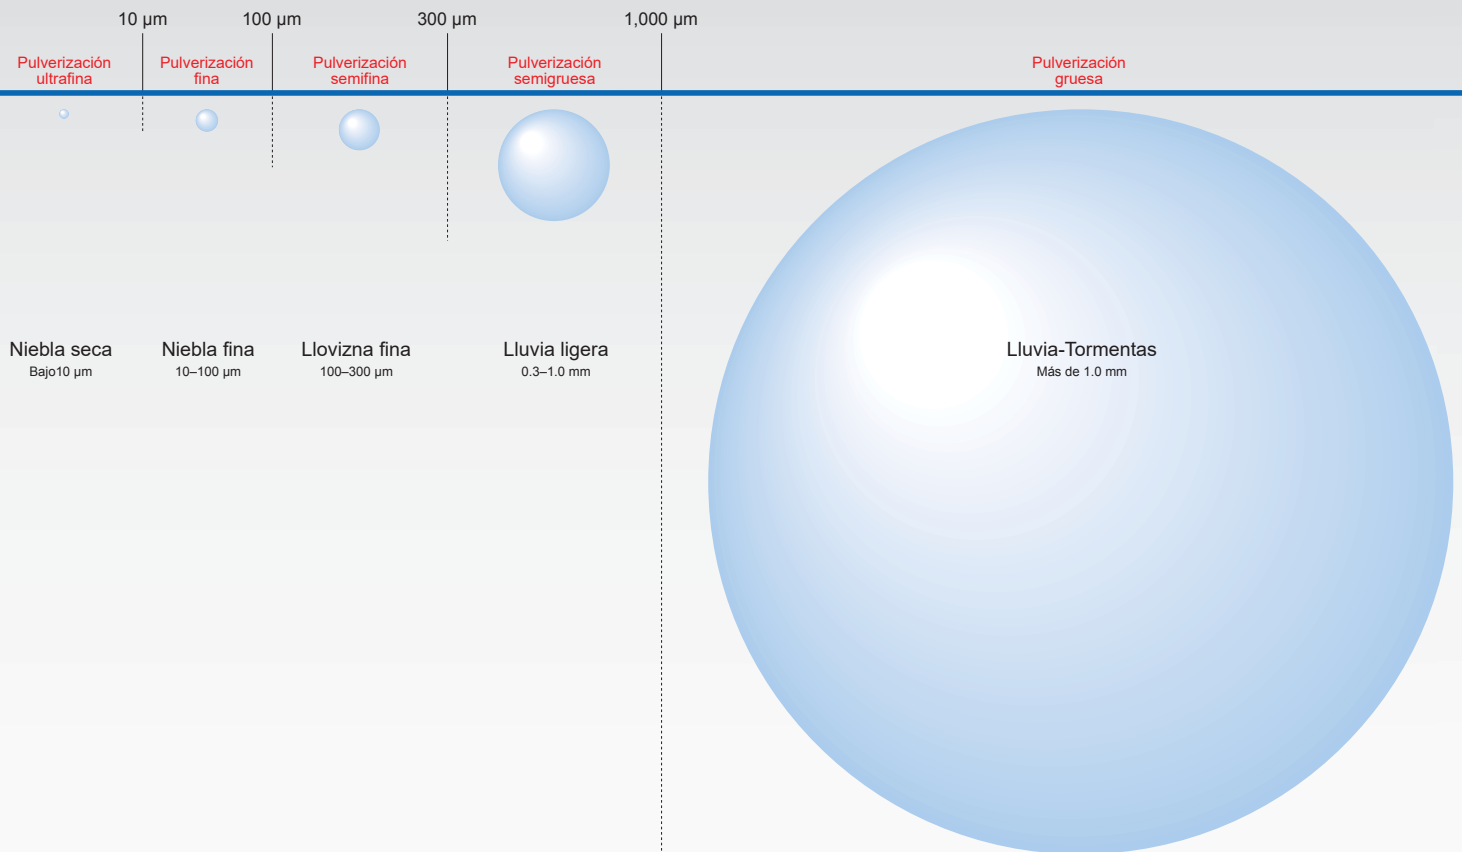 10 µm
100 µm
300 µm
1,000 µm
Pulverización
ultrafina
Pulverización
fina
Pulverización
semifina
Pulverización
semigruesa
Pulverización
gruesa
Niebla seca
Bajo10 µm
Niebla fina
10–100 µm
Llovizna fina
100–300 µm
Lluvia ligera
0.3–1.0 mm
Lluvia-Tormentas
Más de 1.0 mm